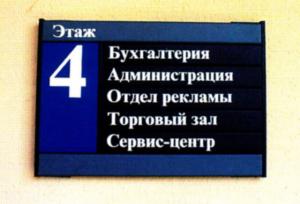 Этаж
4
Бухгалтерия
Администрация
Отдел рекламы
Торговый зал
Сервис-центр